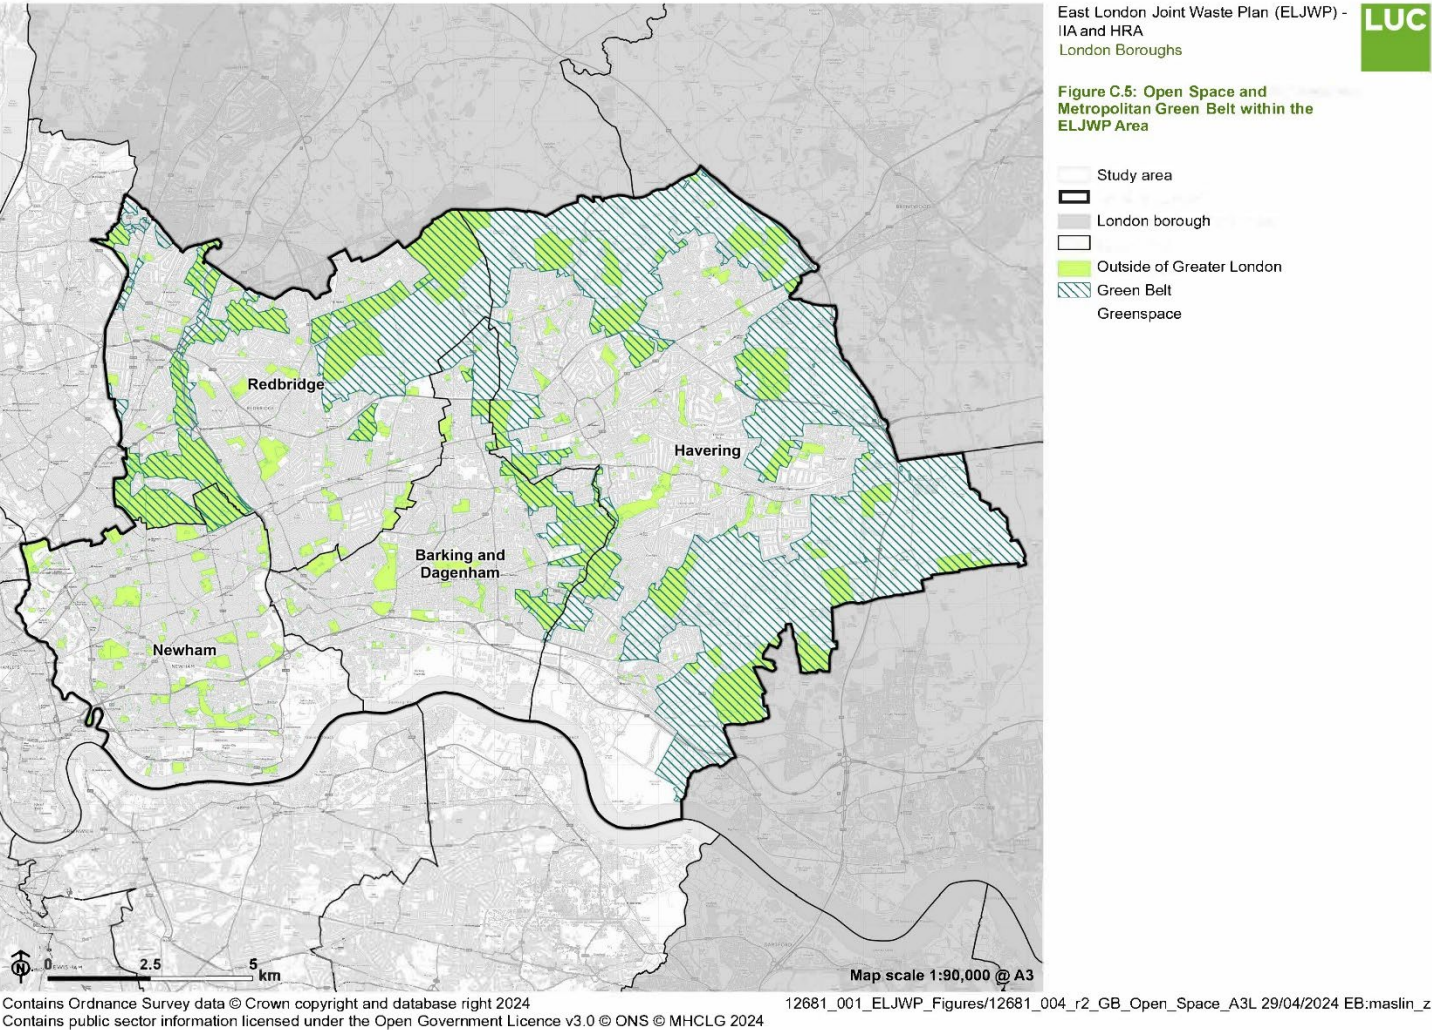 East London Joint Waste Plan (ELJWP) -
IIA and HRA
London Boroughs
LUC
Figure C.5: Open Space and
Metropolitan Green Belt within the
ELJWP Area
Study area
London borough
Outside of Greater London
Green Belt
Greenspace
Redbridge
Havering
Barking and
Dagenham
Newham
N
0 2.5 5
km
Map scale 1:90,000 @ A3
Contains Ordnance Survey data © Crown copyright and database right 2024
Contains public sector information licensed under the Open Government Licence v3.0 © ONS © MHCLG 2024
12681_001_ELJWP_Figures/12681_004_r2_GB_Open_Space_A3L 29/04/2024 EB:maslin_z